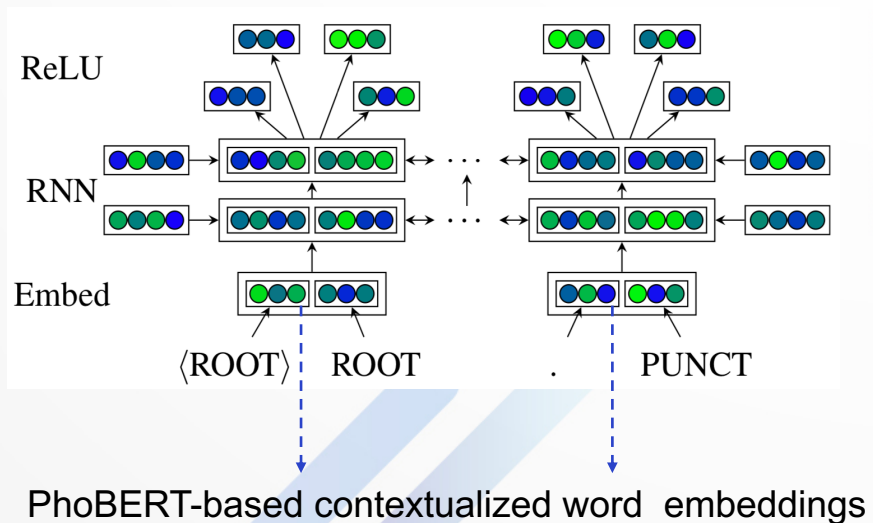 ReLU
RNN
Embed
⟨ROOT⟩ ROOT . PUNCT
· · ·
· · ·
PhoBERT-based contextualized word embeddings